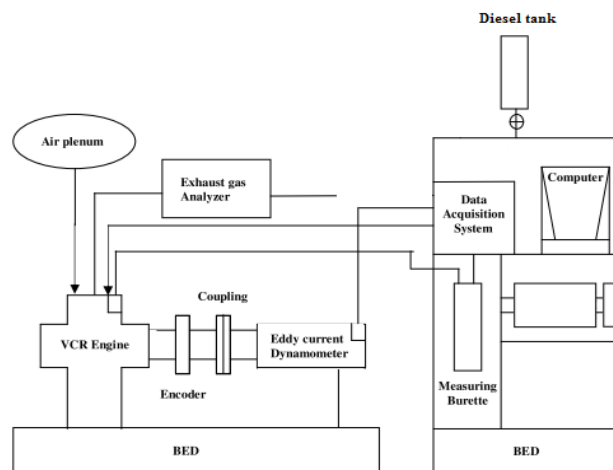 Diesel tank
Air plenum
Exhaust gas
Analyzer
Computer
Data
Acquisition
System
Coupling
VCR Engine
Eddy current
Dynamometer
Encoder
Measuring
Burette
BED
BED